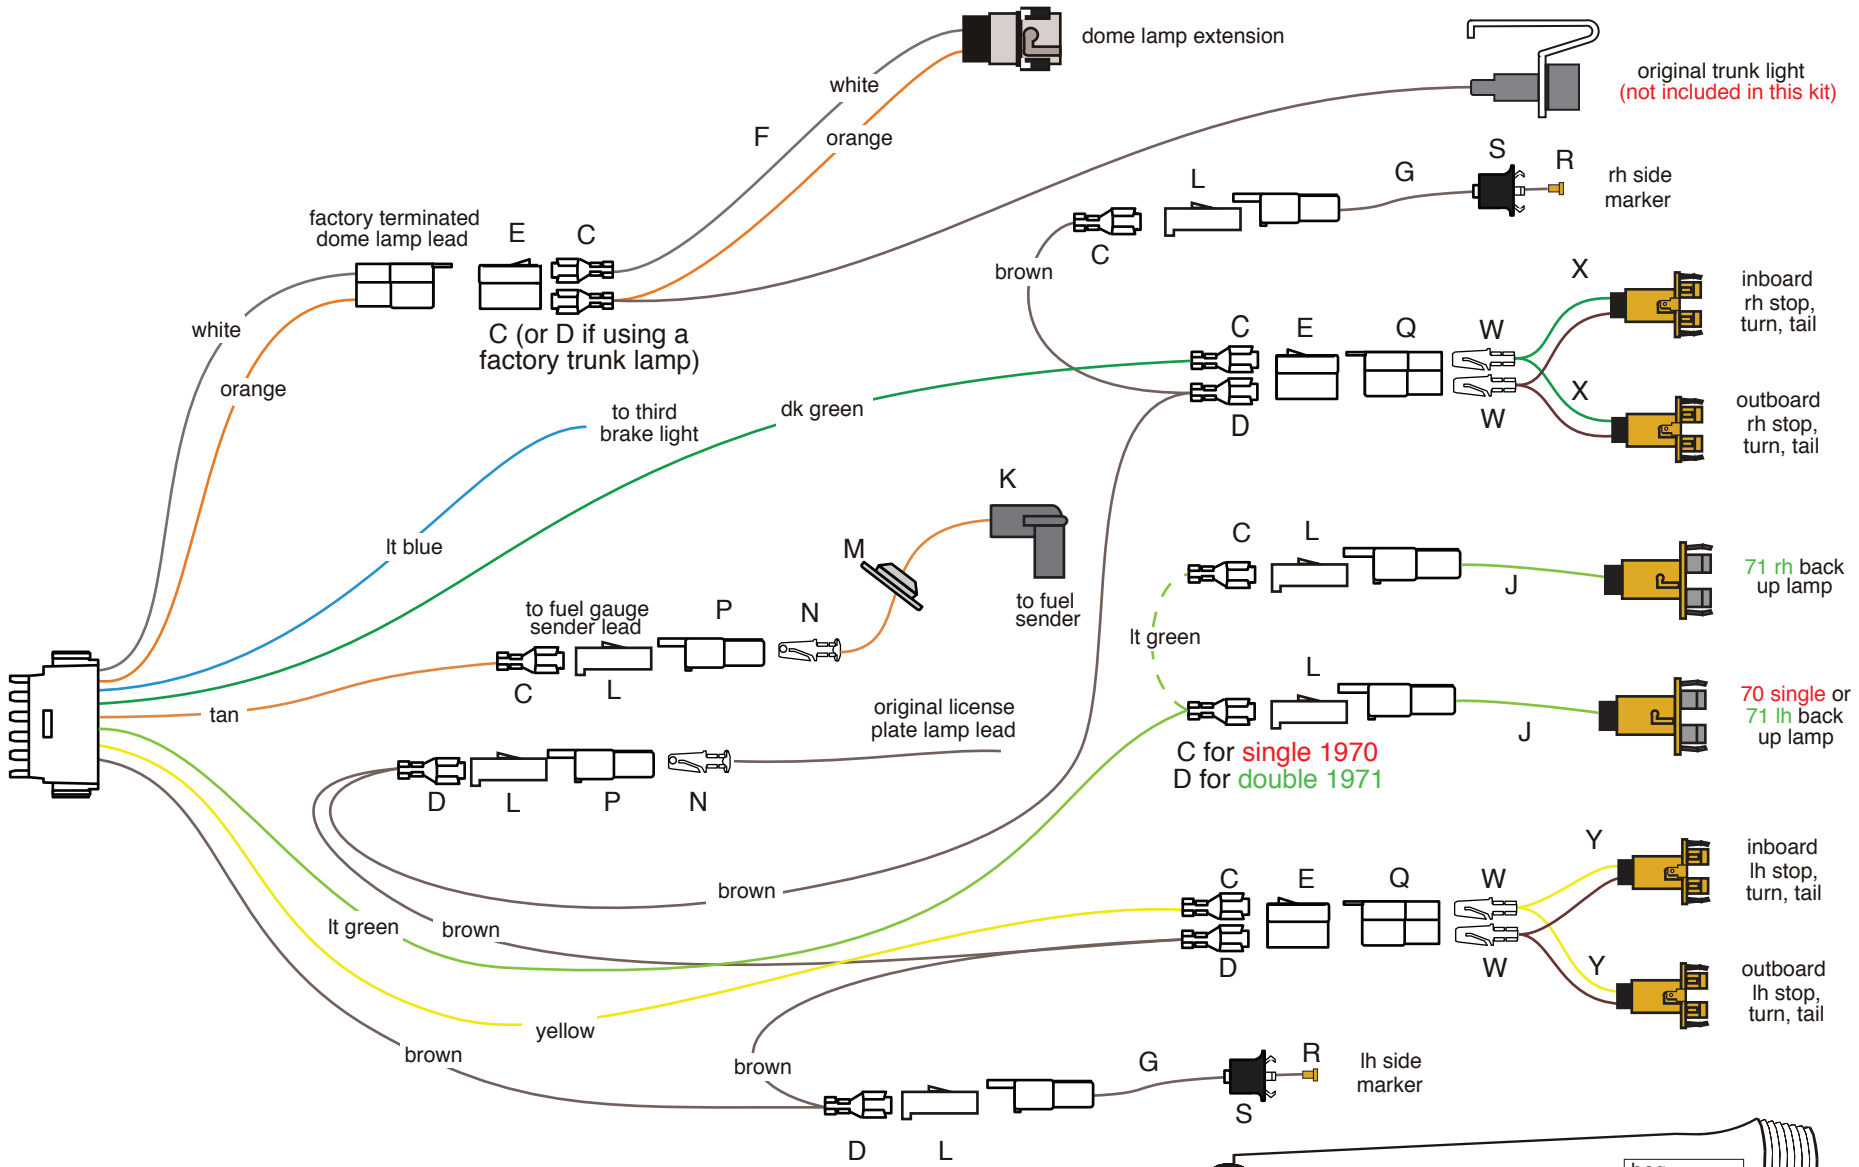 dome lamp extension
white
F
orange
original trunk light
(not included in this kit)
S
R
L
G
rh side
marker
C
factory terminated
dome lamp lead
E
C
brown
X
inboard
rh stop,
turn, tail
white
C (or D if using a
factory trunk lamp)
C
E
Q
W
orange
to third
brake light
dk green
D
W
X
outboard
rh stop,
turn, tail
K
lt blue
M
C
L
71 rh back
up lamp
J
to fuel gauge
sender lead
P
N
to fuel
sender
lt green
C
L
L
tan
original license
plate lamp lead
70 single or
71 lh back
up lamp
J
C for single 1970
D for double 1971
D
L
P
N
Y
inboard
lh stop,
turn, tail
brown
C
E
Q
W
lt green
brown
D
W
Y
outboard
lh stop,
turn, tail
yellow
brown
brown
G
R
lh side
marker
S
D
L